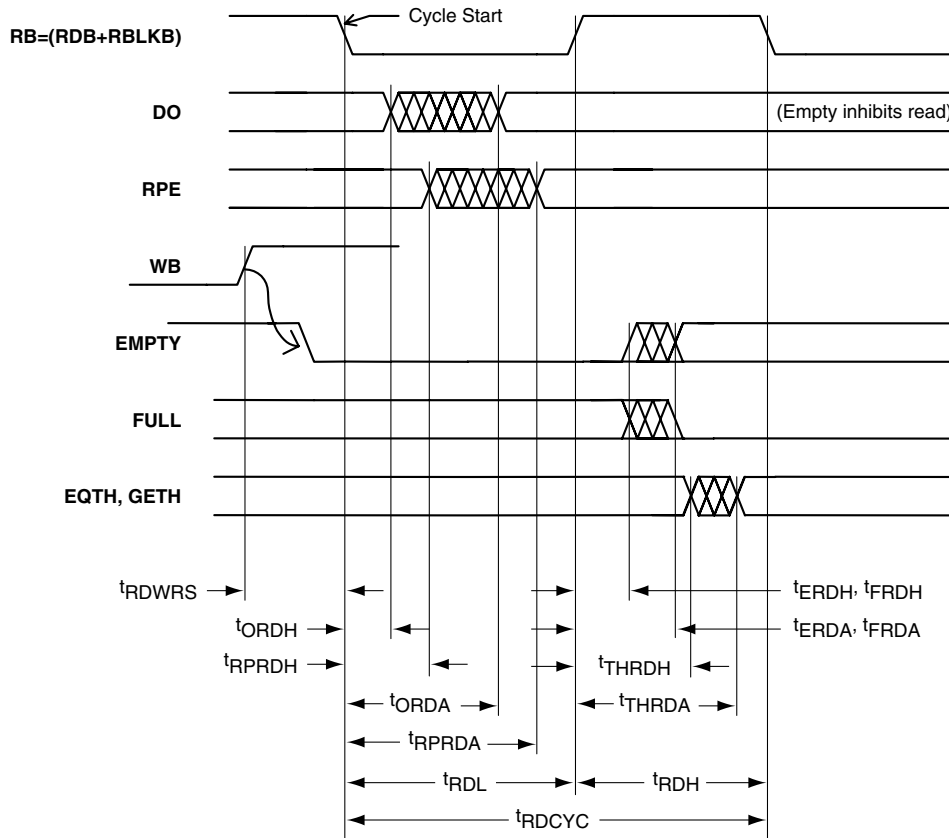 Cycle Start
RB=(RDB+RBLKB)
DO
(Empty inhibits read)
RPE
WB
EMPTY
FULL
EQTH, GETH
tRDWRS
tERDH, tFRDH
tORDH
tERDA, tFRDA
tRPRDH
tTHRDH
tORDA
tTHRDA
tRPRDA
tRDL
tRDH
tRDCYC